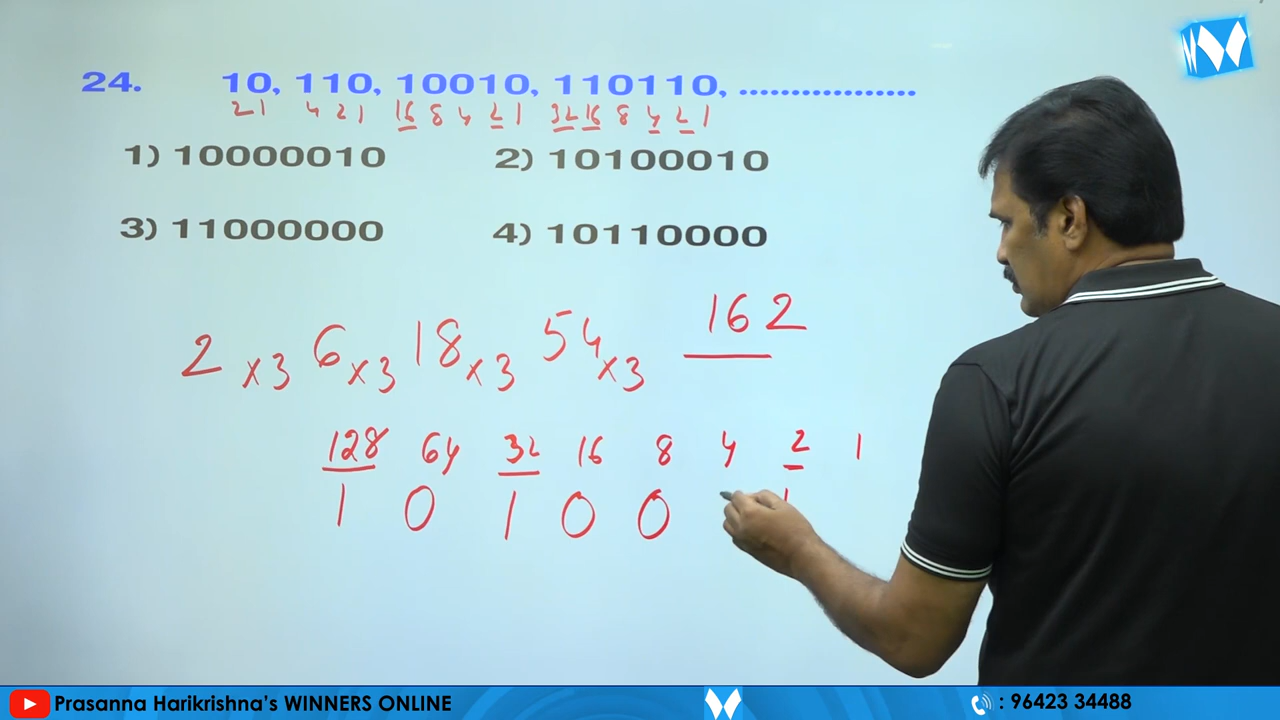 24. 10, 110, 10010, 110110, .................
2 1 4 2 1 16 8 4 2 1 32 16 8 4 2 1
1) 10000010 2) 10100010
3) 11000000 4) 10110000
2 x3 6 x3 18 x3 54 x3 162
128 64 32 16 8 4 2 1
1 0 1 0 0 1
Prasanna Harikrishna's WINNERS ONLINE : 96423 34488